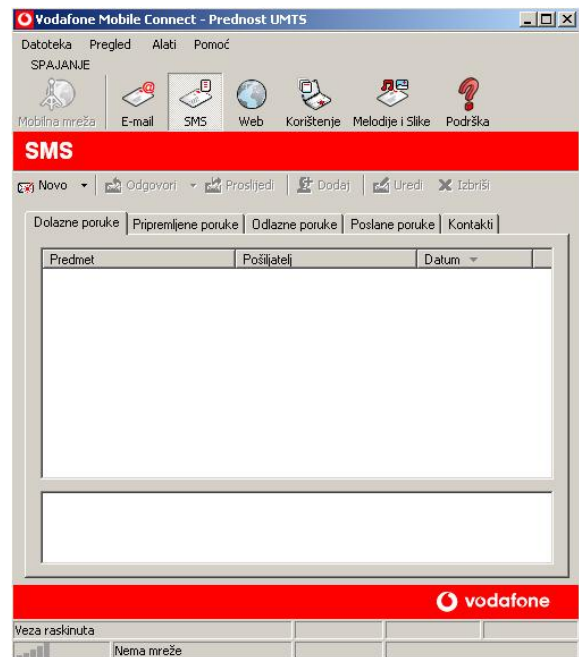 Vodafone Mobile Connect - Prednost UMTS
Datoteka Pregled Alati Pomoć
SPAJANJE
Mobilna mreža E-mail SMS Web Korištenje Melodije i Slike Podrška
SMS
Novo Odgovori Proslijedi Dodaj Uredi Izbriši
Dolazne poruke Pripremljene poruke Odlazne poruke Poslane poruke Kontakti
Predmet Pošiljatelj Datum
vodafone
Veza raskinuta
Nema mreže